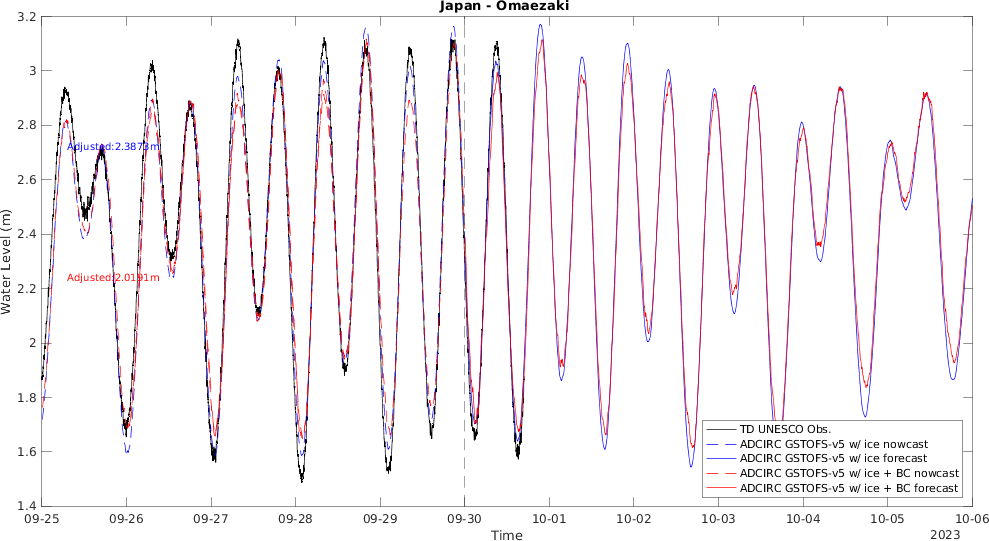 Japan - Omaezaki
3.2
3
2.8
2.6
2.4
2.2
2
1.8
1.6
1.4
Water Level (m)
Adjusted:2.3873m
Adjusted:2.0191m
TD UNESCO Obs.
ADCIRC GSTOFS-v5 w/ ice nowcast
ADCIRC GSTOFS-v5 w/ ice forecast
ADCIRC GSTOFS-v5 w/ ice + BC nowcast
ADCIRC GSTOFS-v5 w/ ice + BC forecast
09-25 09-26 09-27 09-28 09-29 09-30 10-01 10-02 10-03 10-04 10-05 10-06
Time
2023